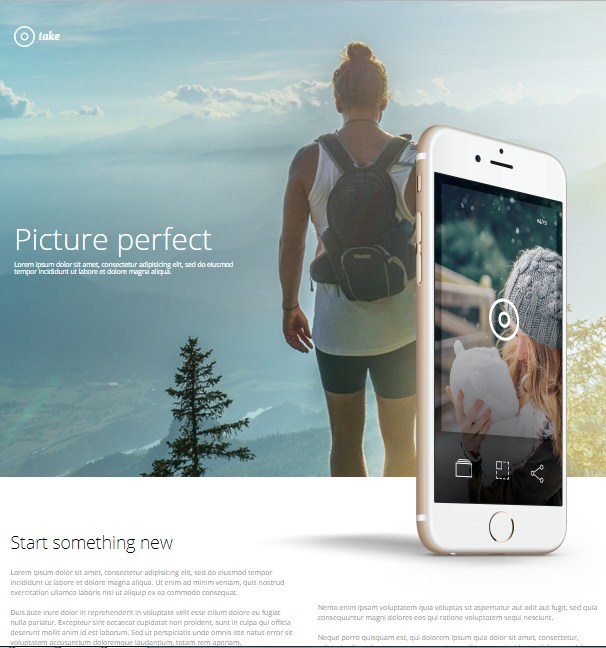 take
Picture perfect
Lorem ipsum dolor sit amet, consectetur adipisicing elit, sed do eiusmod
tempor incididunt ut labore et dolore magna aliqua.
Start something new
Lorem ipsum dolor sit amet, consectetur adipisicing elit, sed do eiusmod tempor
incididunt ut labore et dolore magna aliqua. Ut enim ad minim veniam, quis nostrud
exercitation ullamco laboris nisi ut aliquip ex ea commodo consequat.
Duis aute irure dolor in reprehenderit in voluptate velit esse cillum dolore eu fugiat
nulla pariatur. Excepteur sint occaecat cupidatat non proident, sunt in culpa qui officia
deserunt mollit anim id est laborum. Sed ut perspiciatis unde omnis iste natus error sit
voluptatem accusantium doloremque laudantium, totam rem aperiam.
Nemo enim ipsam voluptatem quia voluptas sit aspernatur aut odit aut fugit, sed quia
consequuntur magni dolores eos qui ratione voluptatem sequi nesciunt.
Neque porro quisquam est, qui dolorem ipsum quia dolor sit amet, consectetur,